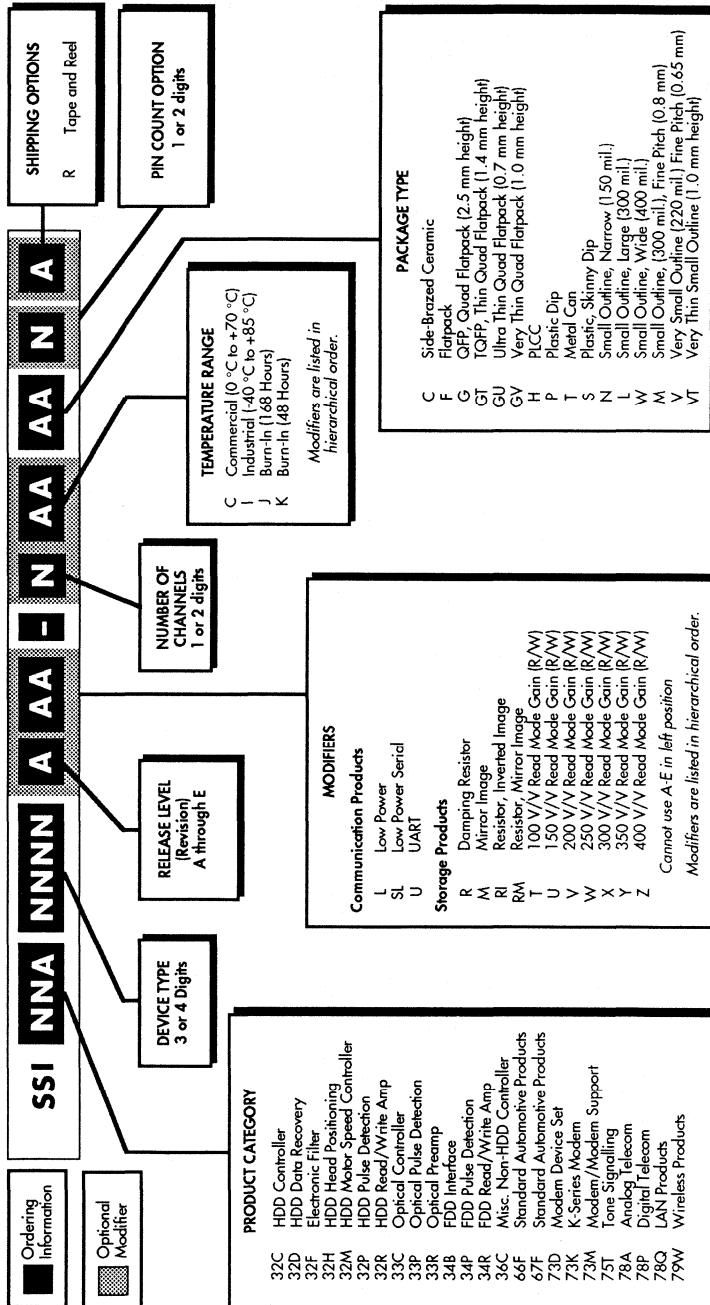 Ordering
Information
Optional
Modifier
SSI NNA NNNN A AA - N AA AA N A
PRODUCT CATEGORY
32C HDD Controller
32D HDD Data Recovery
32F Electronic Filter
32H HDD Head Positioning
32M HDD Motor Speed Controller
32P HDD Pulse Detection
32R HDD Read/Write Amp
33C Optical Controller
33P Optical Pulse Detection
33R Optical Preamp
34B FDD Interface
34P FDD Pulse Detection
34R FDD Read/Write Amp
36C Misc. Non-HDD Controller
66F Standard Automotive Products
67F Standard Automotive Products
73D Modem Device Set
73K K-Series Modem
73M Modem/Modem Support
75T Tone Signalling
78A Analog Telecom
78P Digital Telecom
78Q LAN Products
79W Wireless Products
DEVICE TYPE
3 or 4 Digits
RELEASE LEVEL
(Revision)
A through E
MODIFIERS
Communication Products
L Low Power
SL Low Power Serial
U UART
Storage Products
R Damping Resistor
M Mirror Image
RI Resistor, Inverted Image
RM Resistor, Mirror Image
T 100 V/V Read Mode Gain (R/W)
U 150 V/V Read Mode Gain (R/W)
V 200 V/V Read Mode Gain (R/W)
W 250 V/V Read Mode Gain (R/W)
X 300 V/V Read Mode Gain (R/W)
Y 350 V/V Read Mode Gain (R/W)
Z 400 V/V Read Mode Gain (R/W)
Cannot use A-E in left position
Modifiers are listed in hierarchical order.
NUMBER OF
CHANNELS
1 or 2 digits
TEMPERATURE RANGE
C Commercial (0 °C to +70 °C)
I Industrial (-40 °C to +85 °C)
J Burn-In (168 Hours)
K Burn-In (48 Hours)
Modifiers are listed in
hierarchical order.
PACKAGE TYPE
C Side-Brazed Ceramic
F Flatpack
G QFP, Quad Flatpack (2.5 mm height)
GT TQFP, Thin Quad Flatpack (1.4 mm height)
GU Ultra Thin Quad Flatpack (0.7 mm height)
GV Very Thin Quad Flatpack (1.0 mm height)
H PLCC
P Plastic Dip
T Metal Can
S Plastic, Skinny Dip
N Small Outline, Narrow (150 mil.)
L Small Outline, Large (300 mil.)
W Small Outline, Wide (400 mil.)
M Small Outline, (300 mil.), Fine Pitch (0.8 mm)
V Very Small Outline (220 mil.) Fine Pitch (0.65 mm)
VT Very Thin Small Outline (1.0 mm height)
SHIPPING OPTIONS
R Tape and Reel
PIN COUNT OPTION
1 or 2 digits